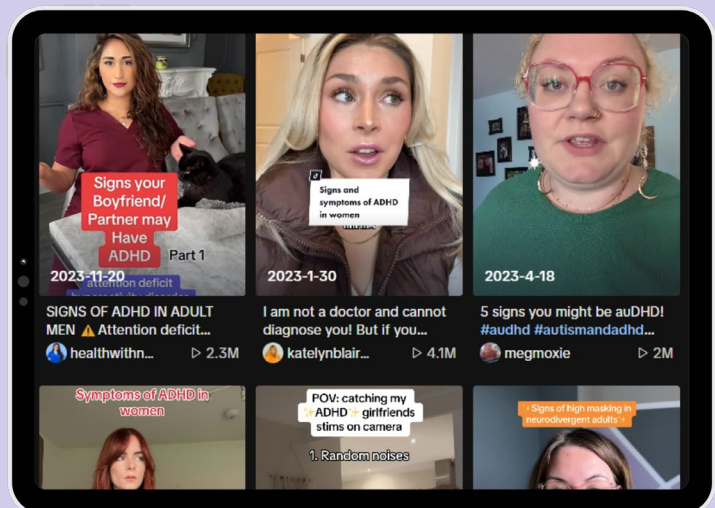 Signs your
Boyfriend/
Partner may
Have
ADHD
Part 1
2023-11-20
attention deficit
hyperactivity disorder
SIGNS OF ADHD IN ADULT
MEN ⚠️ Attention deficit...
healthwithn...
2.3M
Signs and
symptoms of ADHD
in women
2023-1-30
I am not a doctor and cannot
diagnose you! But if you...
katelynblair...
4.1M
2023-4-18
5 signs you might be auDHD!
#audhd #autismandadhd...
megmoxie
2M
Symptoms of ADHD in
women
POV: catching my
✨ADHD✨ girlfriends
stims on camera
1. Random noises
⚡Signs of high masking in
neurodivergent adults⚡